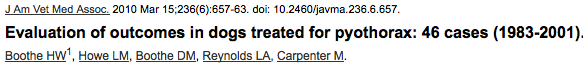 J Am Vet Med Assoc. 2010 Mar 15;236(6):657-63. doi: 10.2460/javma.236.6.657.
Evaluation of outcomes in dogs treated for pyothorax: 46 cases (1983-2001).
Boothe HW1, Howe LM, Boothe DM, Reynolds LA, Carpenter M.